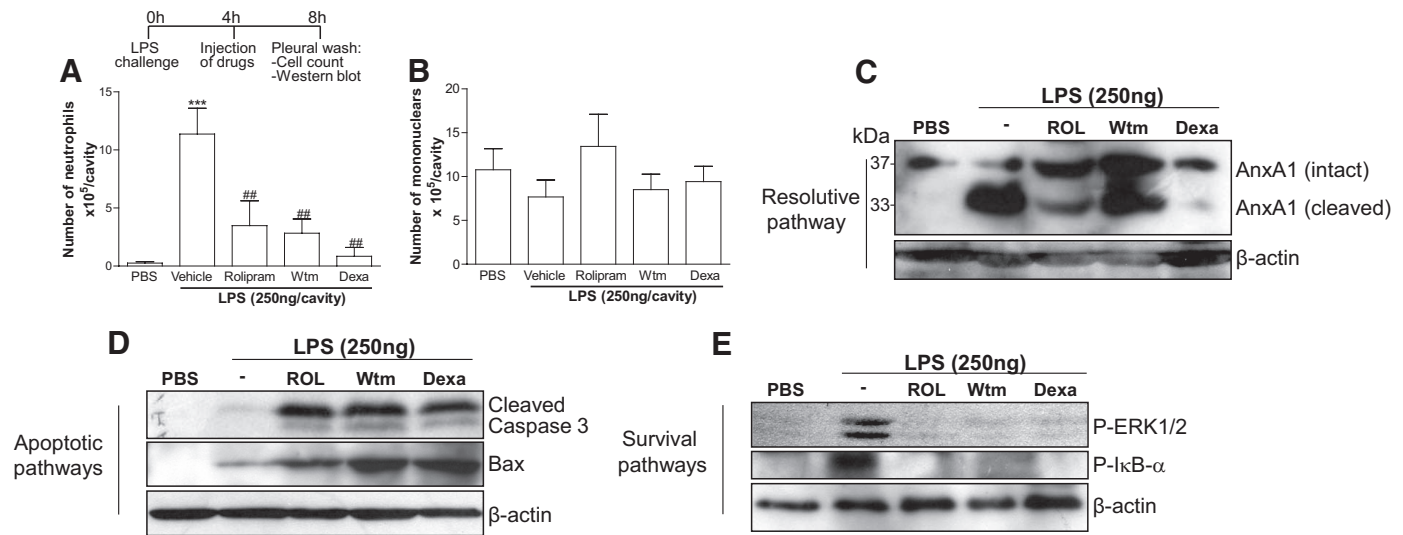 0h 4h 8h
LPS challenge
Injection of drugs
Pleural wash:
-Cell count
-Western blot
A
Number of neutrophils
x10⁵/cavity
15
10
5
0
***
##
##
##
PBS Vehicle Rolipram Wtm Dexa
LPS (250ng/cavity)
B
Number of mononuclears
x 10⁵/cavity
20
15
10
5
0
PBS Vehicle Rolipram Wtm Dexa
LPS (250ng/cavity)
C
LPS (250ng)
kDa PBS - ROL Wtm Dexa
37
33
Resolutive
pathway
AnxA1 (intact)
AnxA1 (cleaved)
β-actin
D
LPS (250ng)
PBS - ROL Wtm Dexa
Apoptotic
pathways
Cleaved
Caspase 3
Bax
β-actin
E
LPS (250ng)
PBS - ROL Wtm Dexa
Survival
pathways
P-ERK1/2
P-IκB-α
β-actin